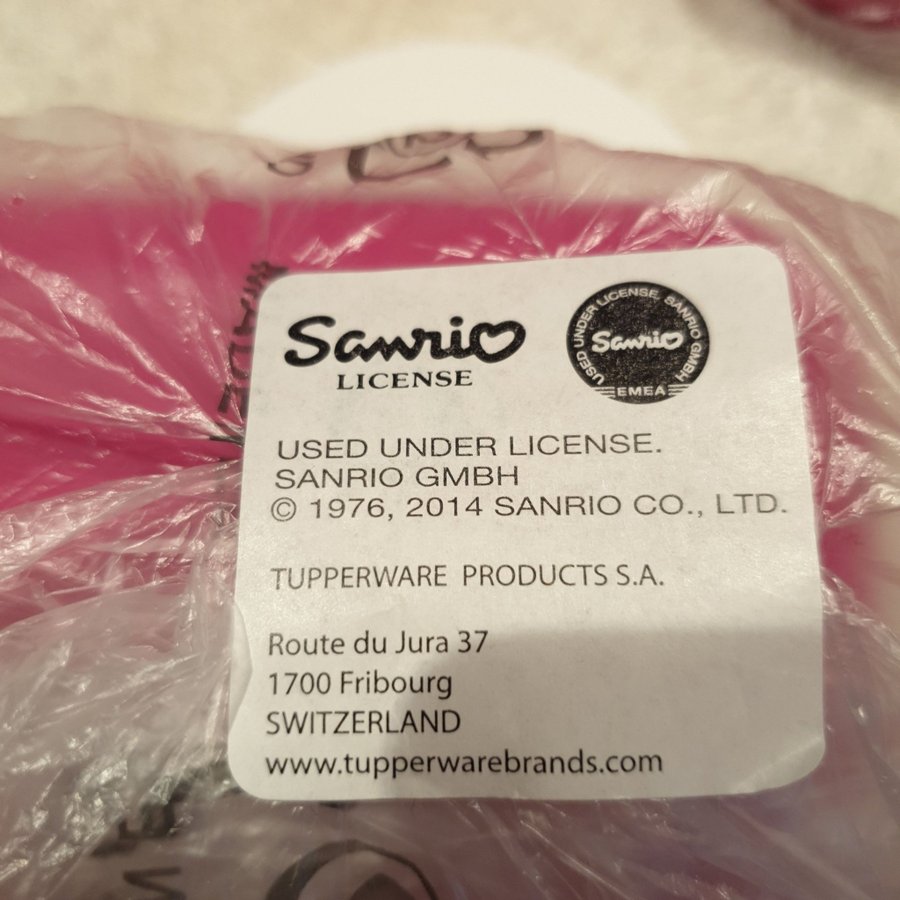 Sanrio
LICENSE
USED UNDER LICENSE. SANRIO GMBH
Sanrio
EMEA
USED UNDER LICENSE.
SANRIO GMBH
© 1976, 2014 SANRIO CO., LTD.
TUPPERWARE PRODUCTS S.A.
Route du Jura 37
1700 Fribourg
SWITZERLAND
www.tupperwarebrands.com